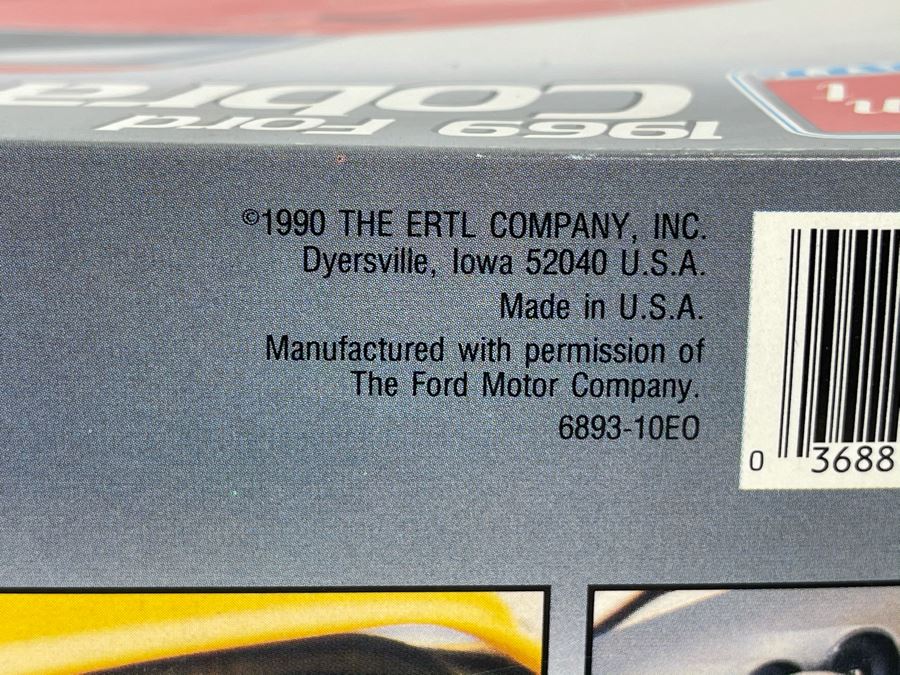 1969 Ford
Cobra
©1990 THE ERTL COMPANY, INC.
Dyersville, Iowa 52040 U.S.A.
Made in U.S.A.
Manufactured with permission of
The Ford Motor Company.
6893-10EO
0 3688